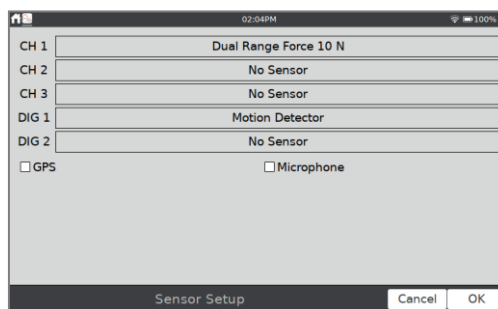 02:04PM 100%
CH 1 Dual Range Force 10 N
CH 2 No Sensor
CH 3 No Sensor
DIG 1 Motion Detector
DIG 2 No Sensor
GPS Microphone
Sensor Setup Cancel OK